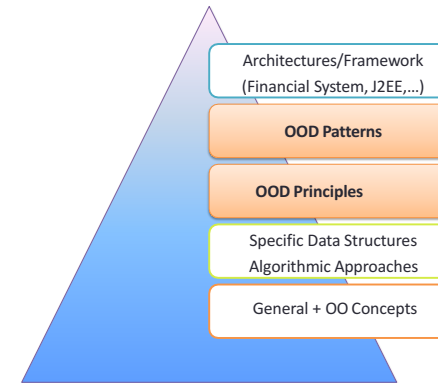 Architectures/Framework
(Financial System, J2EE,...)
OOD Patterns
OOD Principles
Specific Data Structures
Algorithmic Approaches
General + OO Concepts